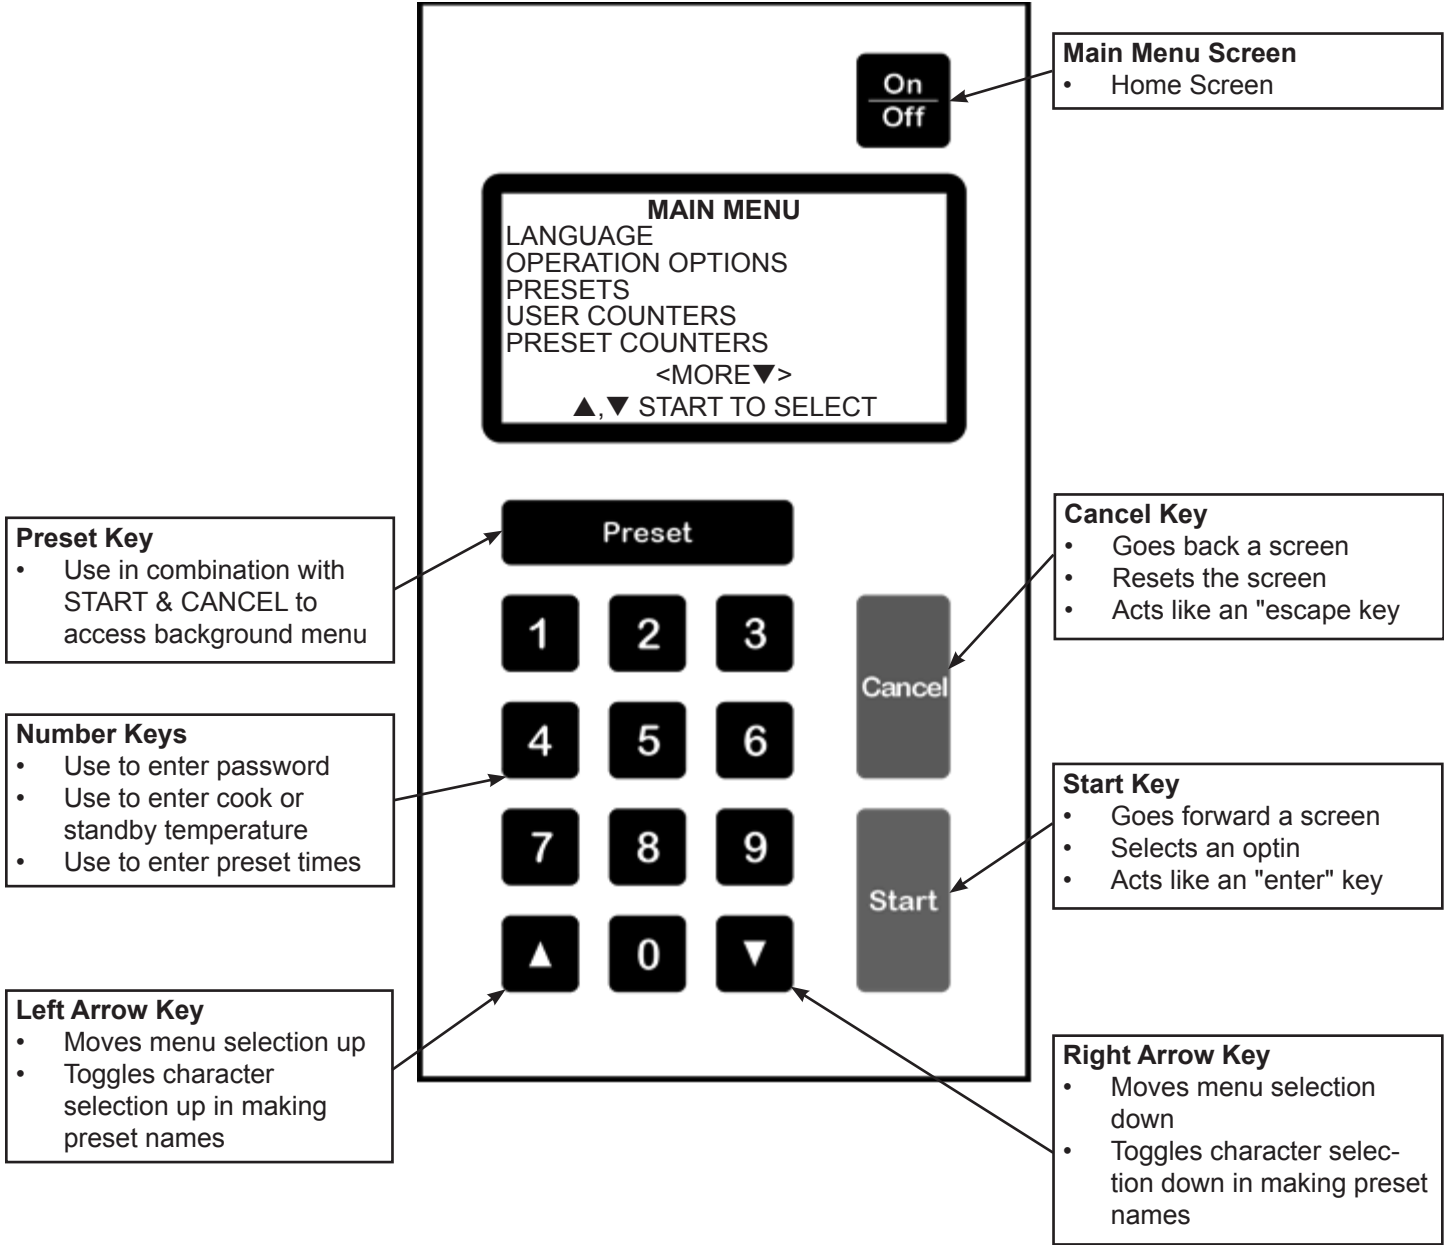 On
Off
Main Menu Screen
• Home Screen
MAIN MENU
LANGUAGE
OPERATION OPTIONS
PRESETS
USER COUNTERS
PRESET COUNTERS
<MORE▼>
▲,▼ START TO SELECT
Preset Key
• Use in combination with
START & CANCEL to
access background menu
Preset
Cancel Key
• Goes back a screen
• Resets the screen
• Acts like an "escape key
1 2 3
Cancel
Number Keys
• Use to enter password
• Use to enter cook or
standby temperature
• Use to enter preset times
4 5 6
Start Key
• Goes forward a screen
• Selects an optin
• Acts like an "enter" key
7 8 9
Start
▲ 0 ▼
Left Arrow Key
• Moves menu selection up
• Toggles character
selection up in making
preset names
Right Arrow Key
• Moves menu selection
down
• Toggles character selec-
tion down in making preset
names